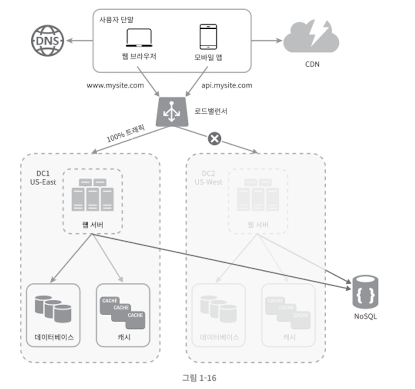 사용자 단말
DNS
웹 브라우저
모바일 앱
CDN
www.mysite.com
api.mysite.com
로드밸런서
100% 트래픽
DC1
US-East
DC2
US-West
웹 서버
웹 서버
CACHE
CACHE
CACHE
데이터베이스
캐시
CACHE
CACHE
CACHE
데이터베이스
캐시
{ }
NoSQL
그림 1-16